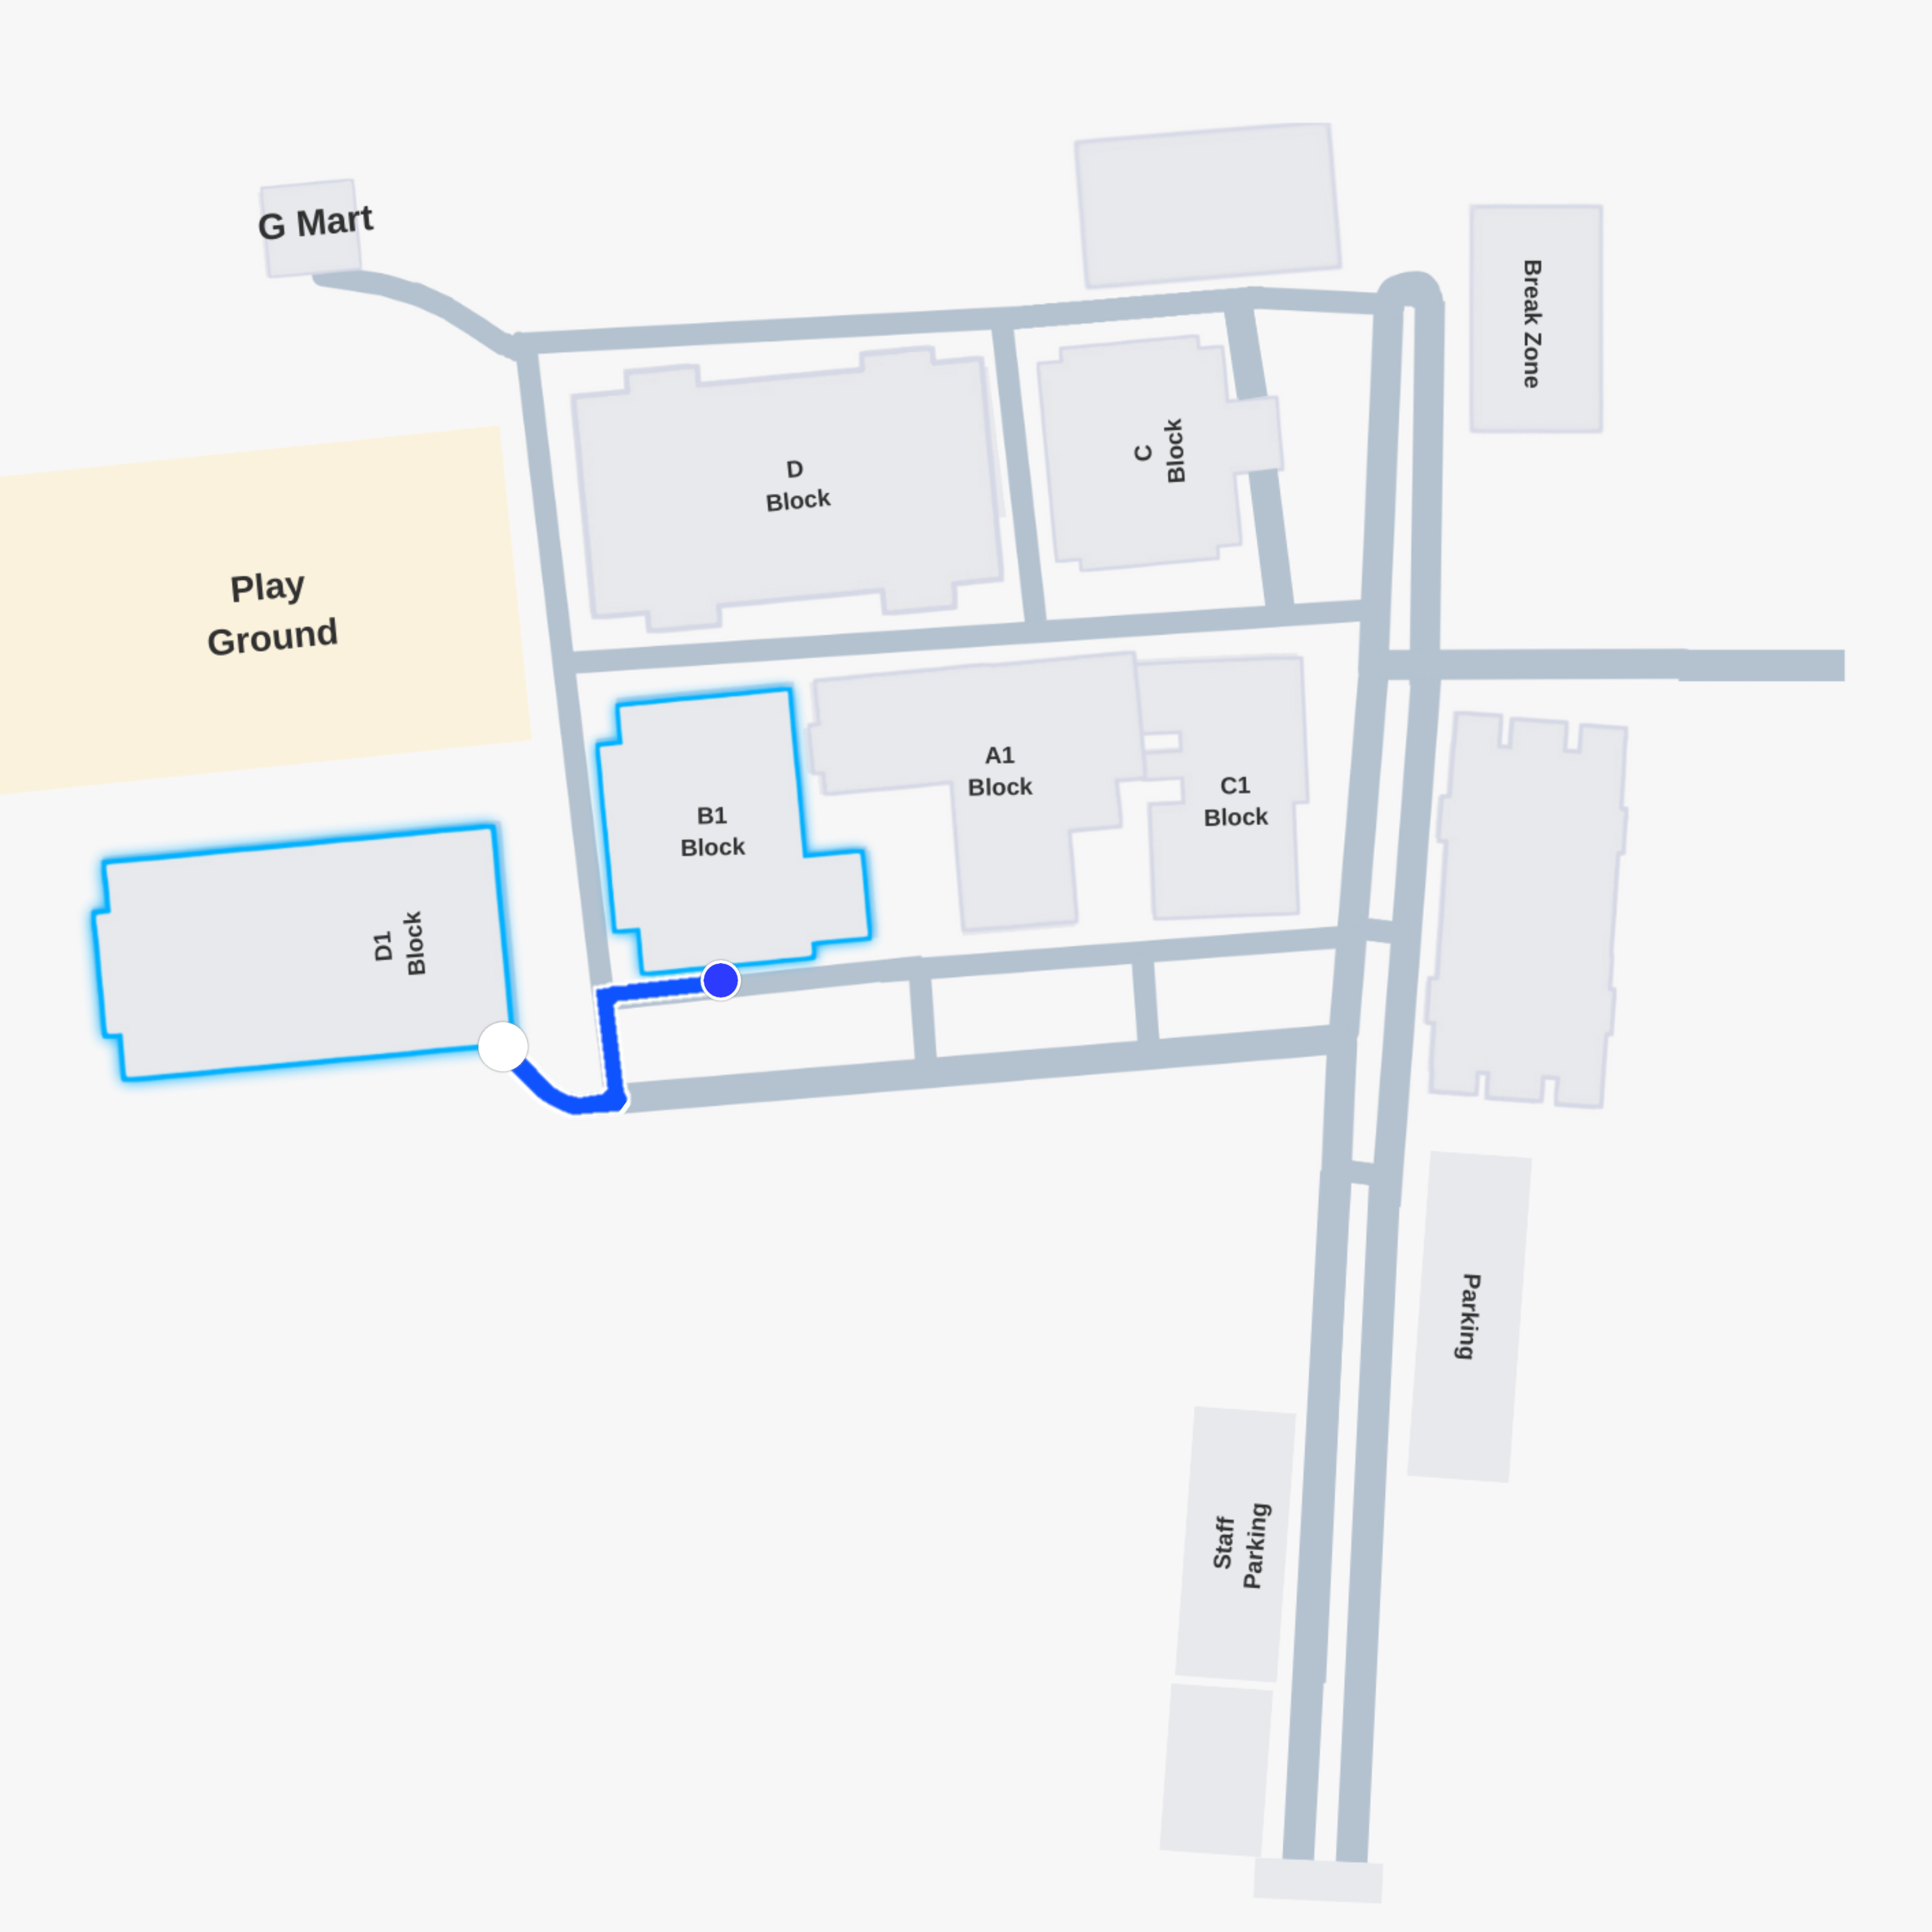 G Mart
Break Zone
C
Block
D
Block
Play
Ground
A1
Block
C1
Block
B1
Block
D1
Block
Parking
Staff
Parking